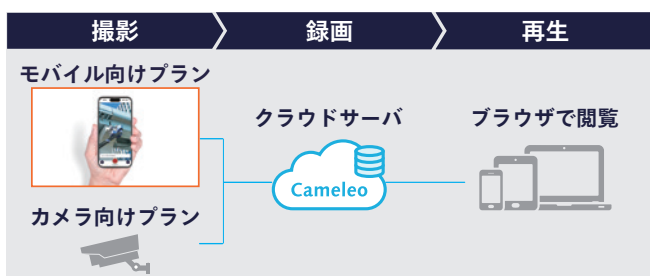 撮影
録画
再生
モバイル向けプラン
クラウドサーバ
ブラウザで閲覧
Cameleo
カメラ向けプラン